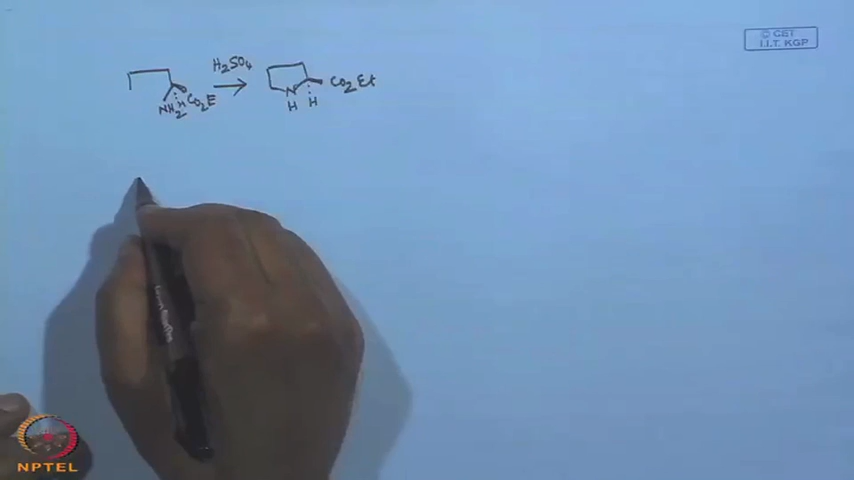 © CET
I.I.T. KGP
H2SO4
CO2Et
N
H H
NH2 H CO2E
NPTEL